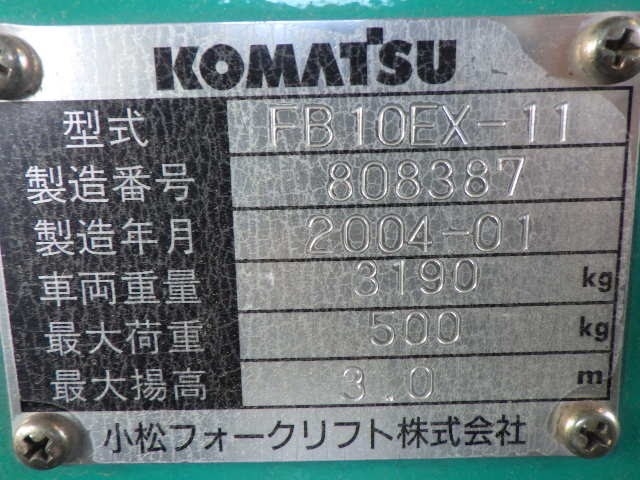 KOMATSU
型式 FB10EX-11
製造番号 808387
製造年月 2004-01
車両重量 3190 kg
最大荷重 500 kg
最大揚高 3.0 m
小松フォークリフト株式会社